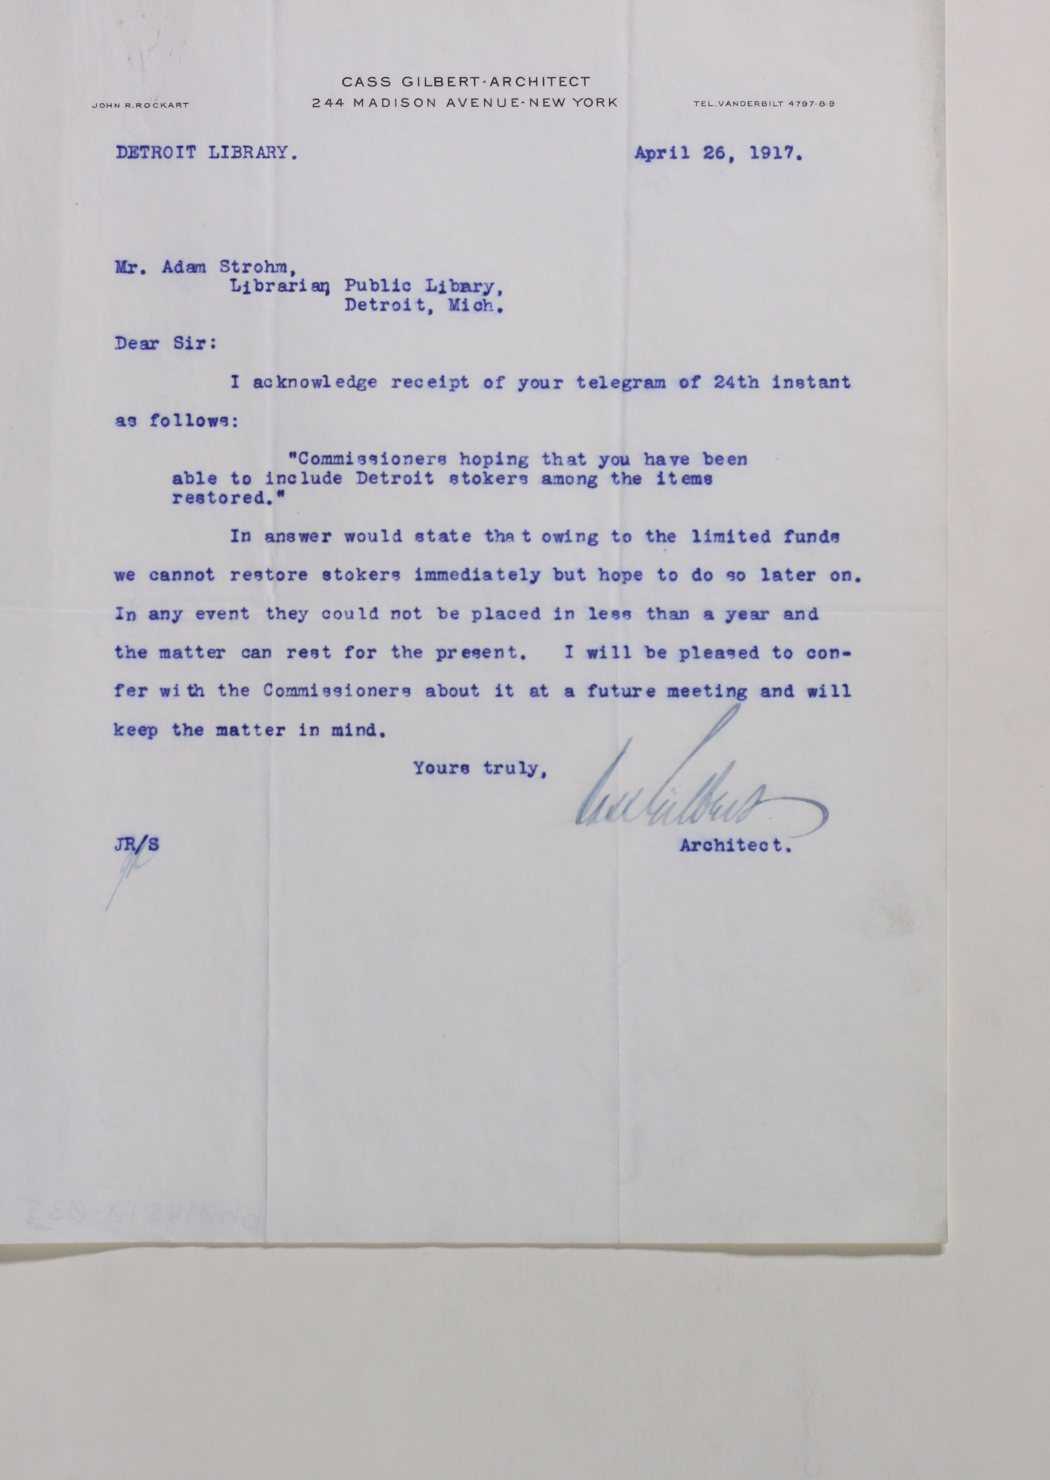 CASS GILBERT·ARCHITECT
JOHN R. ROCKART 244 MADISON AVENUE·NEW YORK TEL. VANDERBILT 4797-8-9
DETROIT LIBRARY. April 26, 1917.
Mr. Adam Strohm,
Librarian, Public Library,
Detroit, Mich.
Dear Sir:
I acknowledge receipt of your telegram of 24th instant
as follows:
"Commissioners hoping that you have been
able to include Detroit stokers among the items
restored."
In answer would state that owing to the limited funds
we cannot restore stokers immediately but hope to do so later on.
In any event they could not be placed in less than a year and
the matter can rest for the present. I will be pleased to con-
fer with the Commissioners about it at a future meeting and will
keep the matter in mind.
Yours truly,
Cass Gilbert
JR/S Architect.